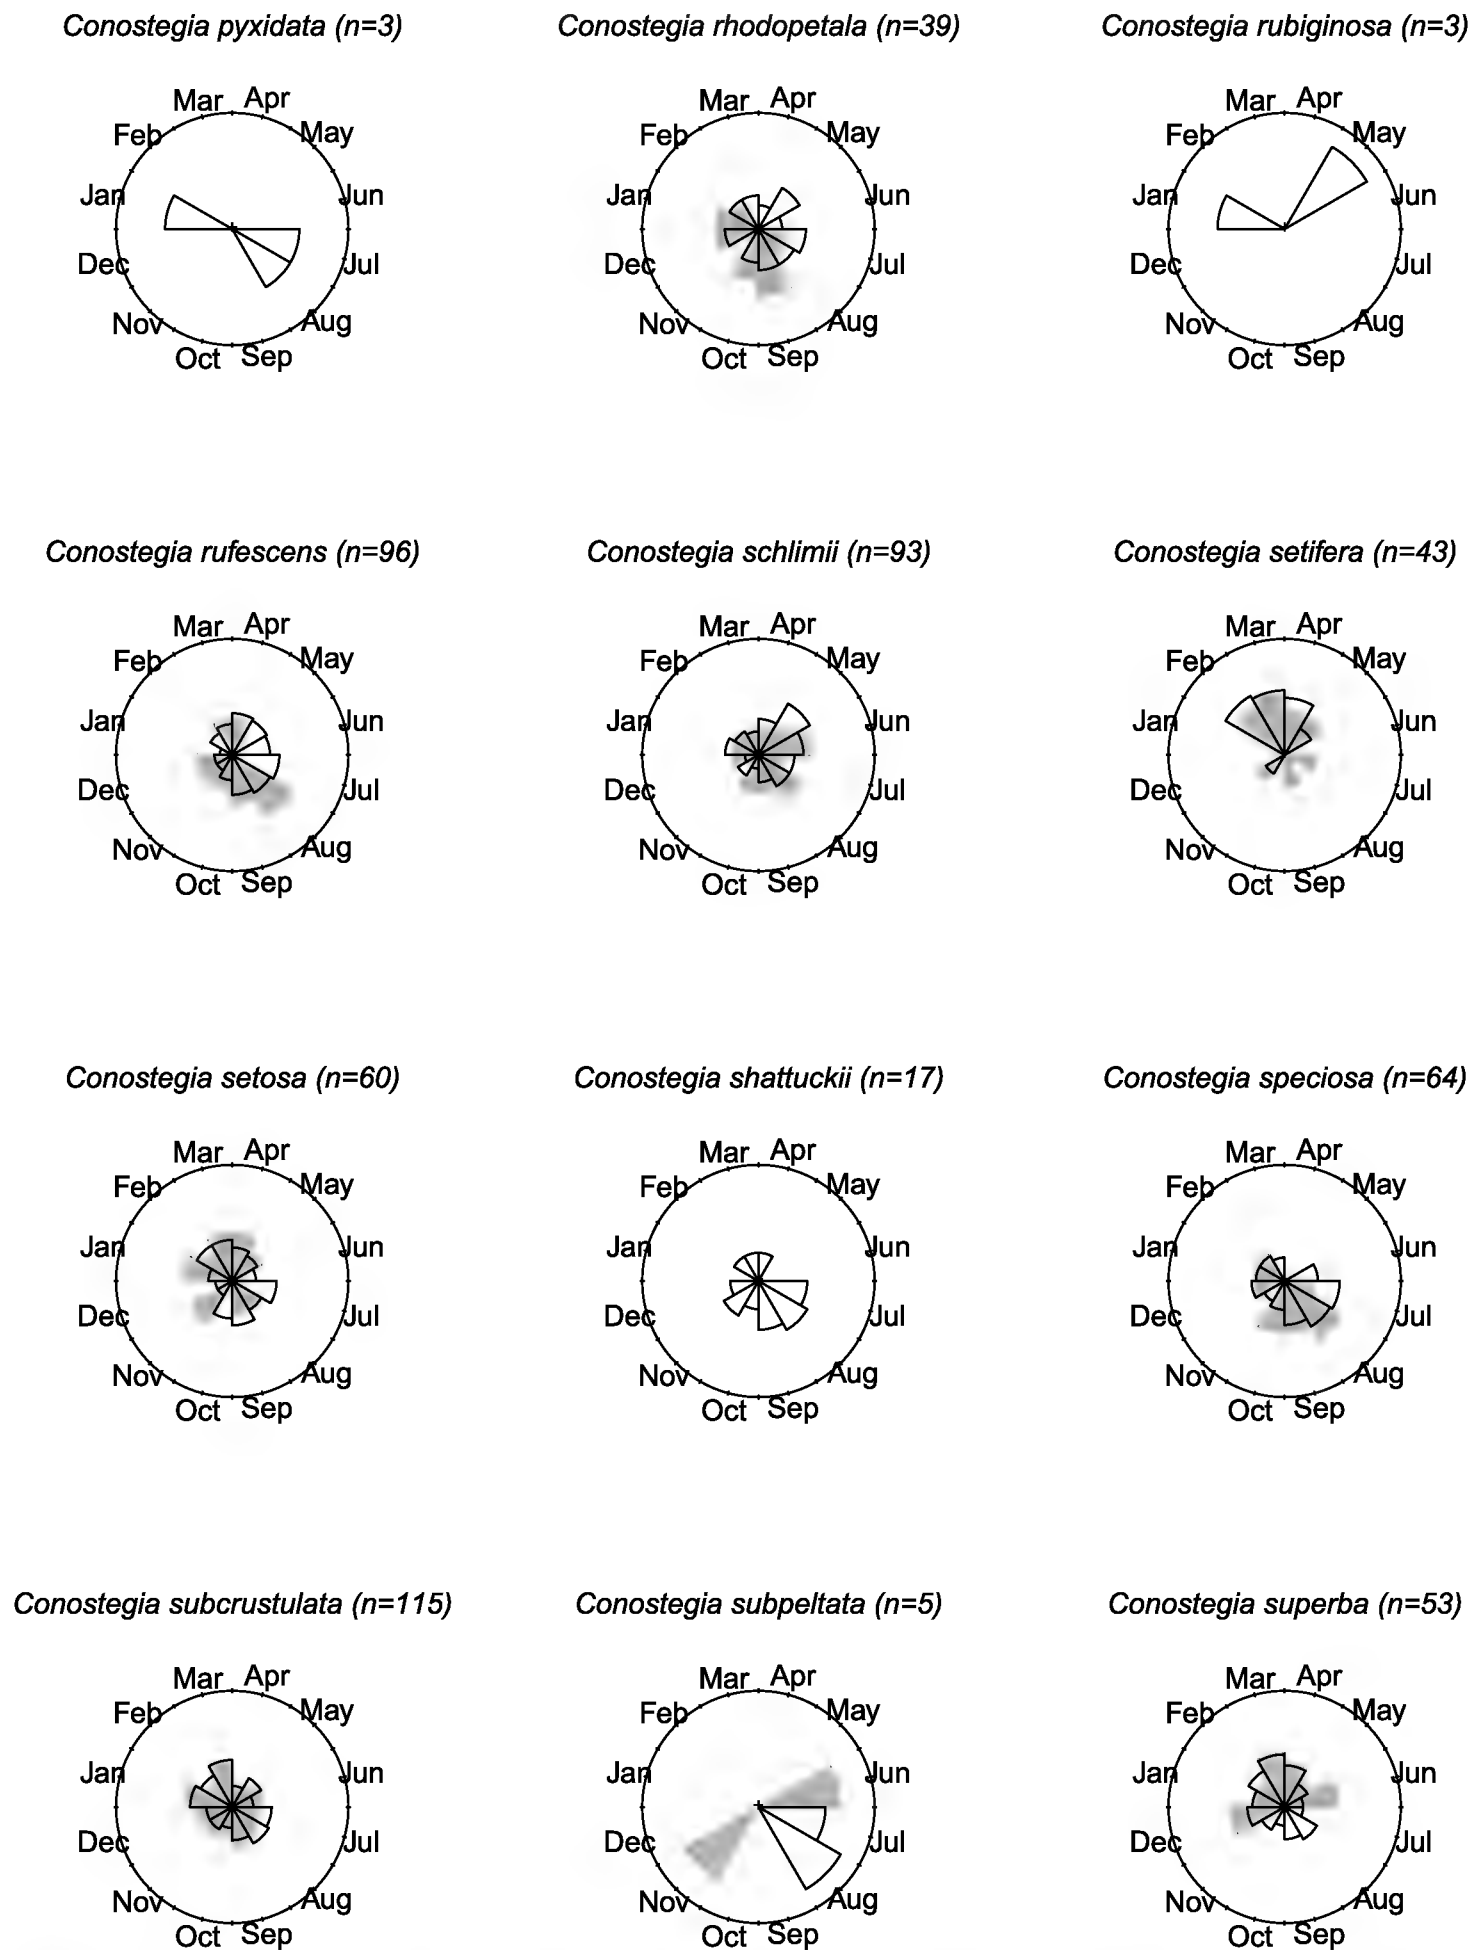 Conostegia pyxidata (n=3)
Conostegia rhodopetala (n=39)
Conostegia rubiginosa (n=3)
Mar Apr
Feb May
Jan Jun
Dec Jul
Nov Aug
Oct Sep
Mar Apr
Feb May
Jan Jun
Dec Jul
Nov Aug
Oct Sep
Mar Apr
Feb May
Jan Jun
Dec Jul
Nov Aug
Oct Sep
Conostegia rufescens (n=96)
Conostegia schlimii (n=93)
Conostegia setifera (n=43)
Mar Apr
Feb May
Jan Jun
Dec Jul
Nov Aug
Oct Sep
Mar Apr
Feb May
Jan Jun
Dec Jul
Nov Aug
Oct Sep
Mar Apr
Feb May
Jan Jun
Dec Jul
Nov Aug
Oct Sep
Conostegia setosa (n=60)
Conostegia shattuckii (n=17)
Conostegia speciosa (n=64)
Mar Apr
Feb May
Jan Jun
Dec Jul
Nov Aug
Oct Sep
Mar Apr
Feb May
Jan Jun
Dec Jul
Nov Aug
Oct Sep
Mar Apr
Feb May
Jan Jun
Dec Jul
Nov Aug
Oct Sep
Conostegia subcrustulata (n=115)
Conostegia subpeltata (n=5)
Conostegia superba (n=53)
Mar Apr
Feb May
Jan Jun
Dec Jul
Nov Aug
Oct Sep
Mar Apr
Feb May
Jan Jun
Dec Jul
Nov Aug
Oct Sep
Mar Apr
Feb May
Jan Jun
Dec Jul
Nov Aug
Oct Sep